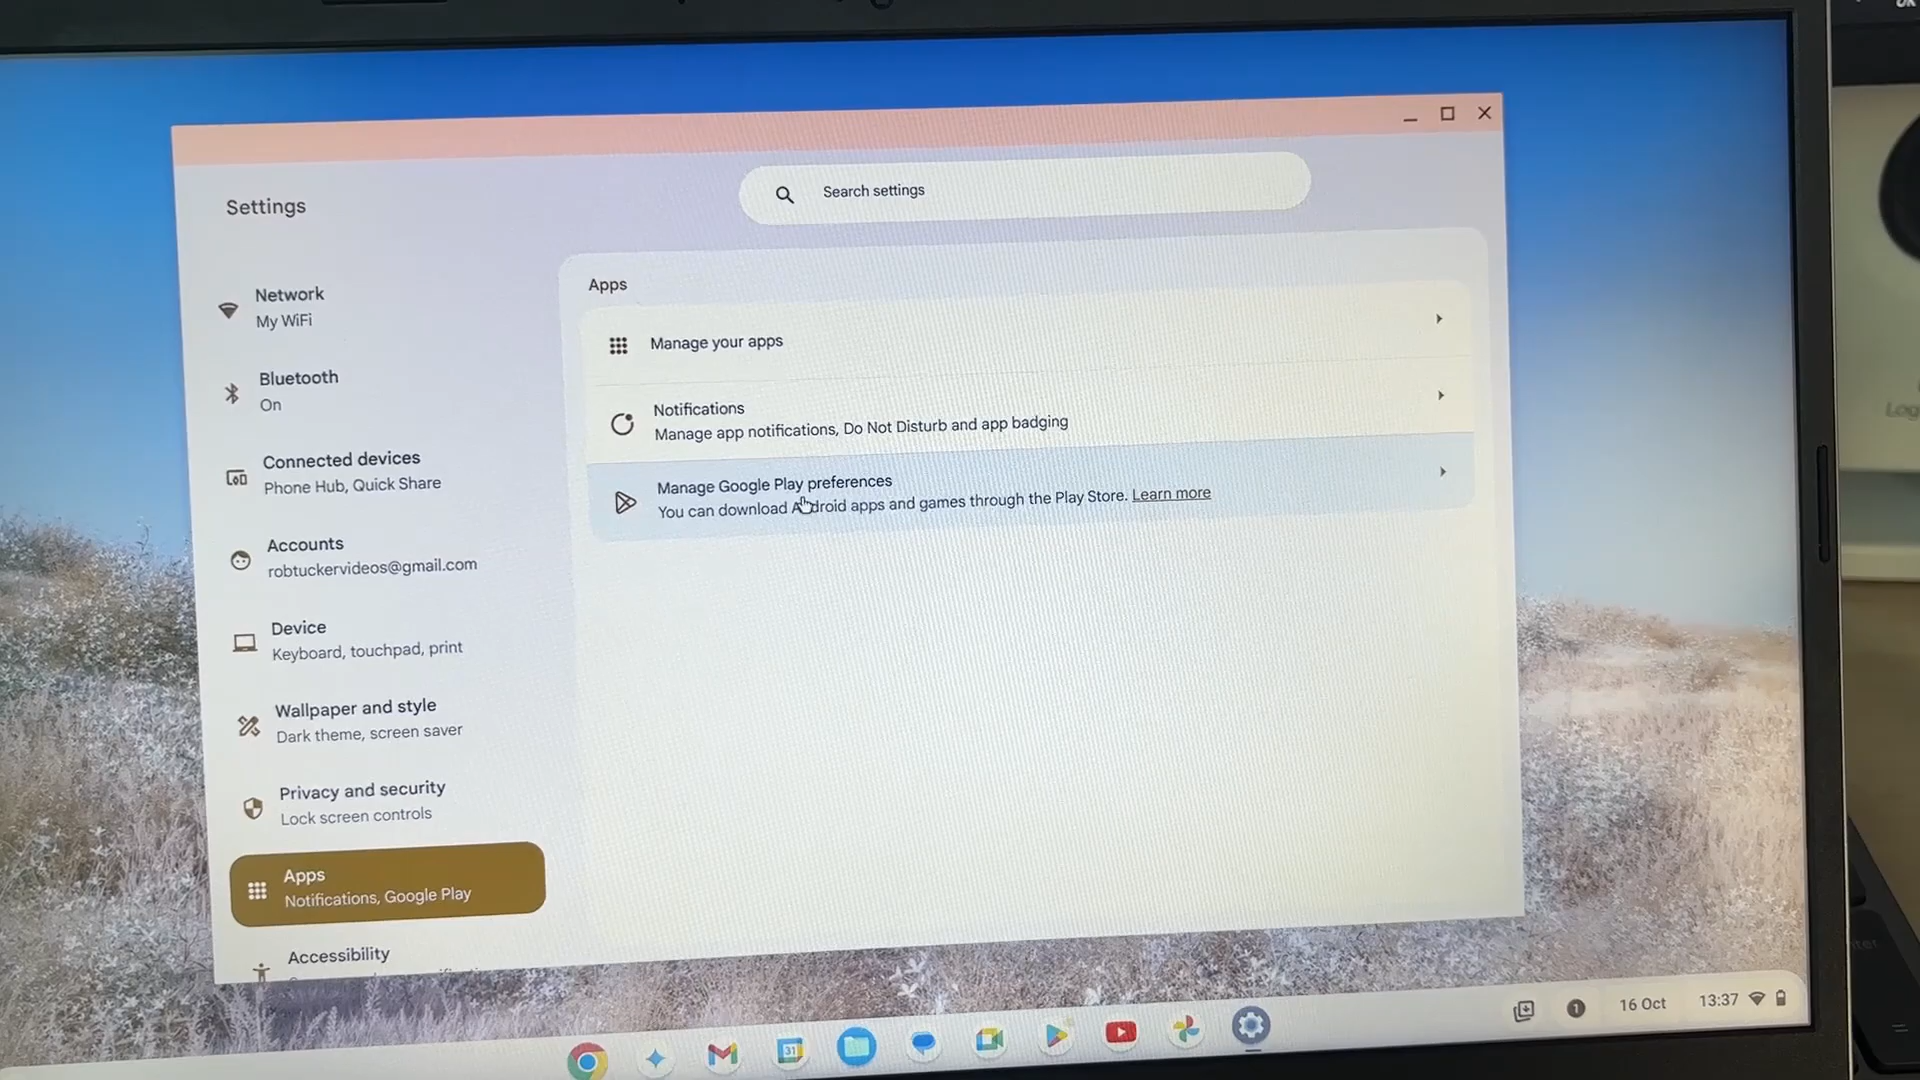 Settings
Search settings
Network
My WiFi
Bluetooth
On
Connected devices
Phone Hub, Quick Share
Accounts
robtuckervideos@gmail.com
Device
Keyboard, touchpad, print
Wallpaper and style
Dark theme, screen saver
Privacy and security
Lock screen controls
Apps
Notifications, Google Play
Accessibility
Apps
Manage your apps
Notifications
Manage app notifications, Do Not Disturb and app badging
Manage Google Play preferences
You can download Android apps and games through the Play Store. Learn more
31
1
16 Oct
13:37